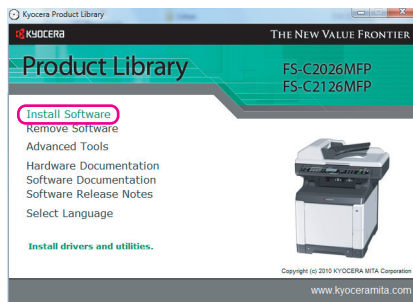 Kyocera Product Library
KYOCERA
THE NEW VALUE FRONTIER
Product Library
FS-C2026MFP
FS-C2126MFP
Install Software
Remove Software
Advanced Tools
Hardware Documentation
Software Documentation
Software Release Notes
Select Language
Install drivers and utilities.
Copyright (c) 2010 KYOCERA MITA Corporation
www.kyoceramita.com